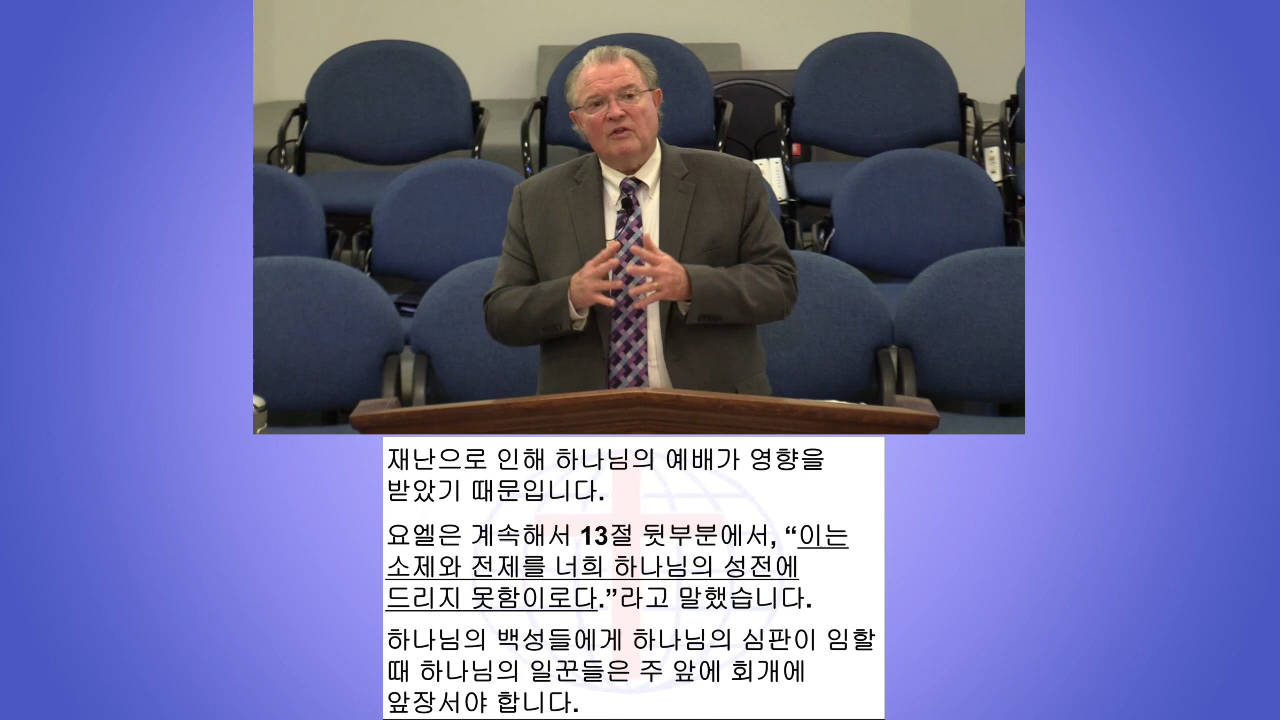 재난으로 인해 하나님의 예배가 영향을
받았기 때문입니다.
요엘은 계속해서 13절 뒷부분에서, “이는
소제와 전제를 너희 하나님의 성전에
드리지 못함이로다.”라고 말했습니다.
하나님의 백성들에게 하나님의 심판이 임할
때 하나님의 일꾼들은 주 앞에 회개에
앞장서야 합니다.